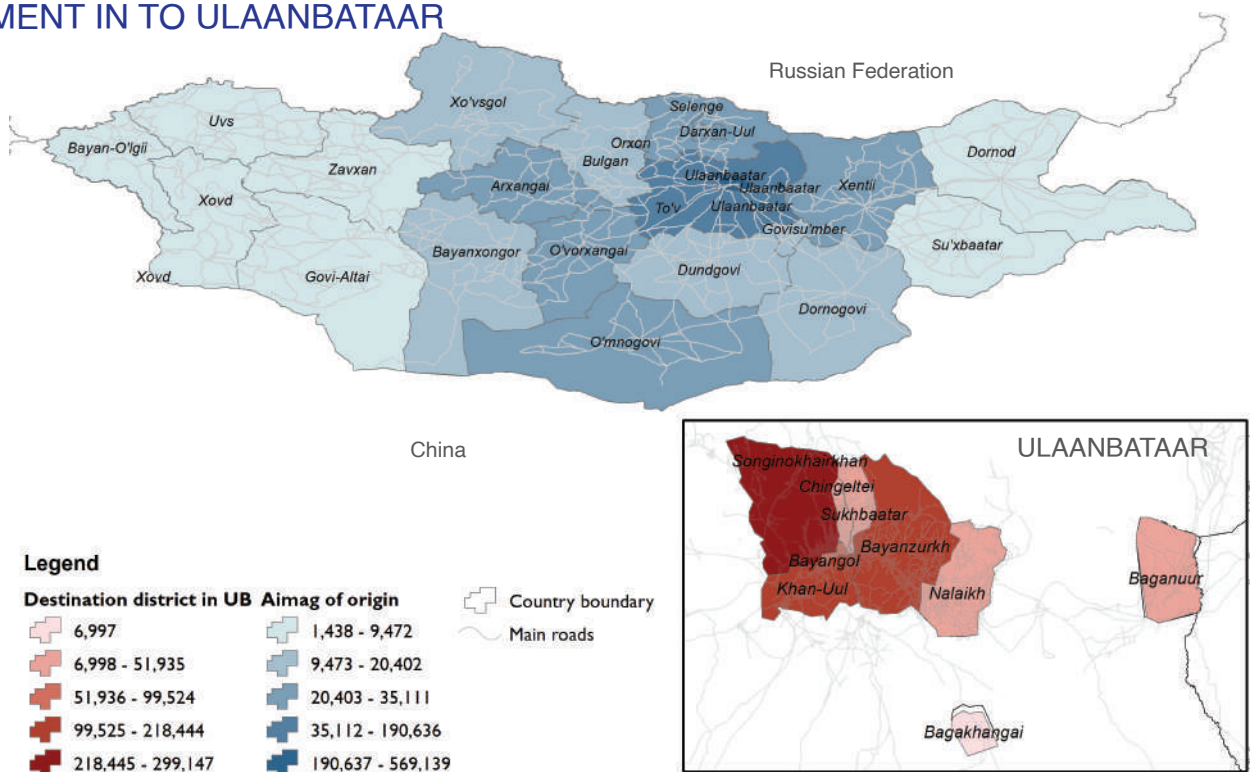 MENT IN TO ULAANBATAAR
Russian Federation
Xo'vsgol
Selenge
Uvs
Darxan-Uul
Orxon
Bayan-O'lgii
Bulgan
Dornod
Zavxan
Ulaanbaatar
Arxangai
Ulaanbaatar
Xentii
Xovd
To'v
Ulaanbaatar
Govisu'mber
Bayanxongor
O'vorxangai
Su'xbaatar
Xovd
Govi-Altai
Dundgovi
Dornogovi
O'mnogovi
China
ULAANBATAAR
Songinokhairkhan
Chingeltei
Sukhbaatar
Bayanzurkh
Bayangol
Khan-Uul
Nalaikh
Baganuur
Bagakhangai
Legend
Destination district in UB
6,997
6,998 - 51,935
51,936 - 99,524
99,525 - 218,444
218,445 - 299,147
Aimag of origin
1,438 - 9,472
9,473 - 20,402
20,403 - 35,111
35,112 - 190,636
190,637 - 569,139
Country boundary
Main roads